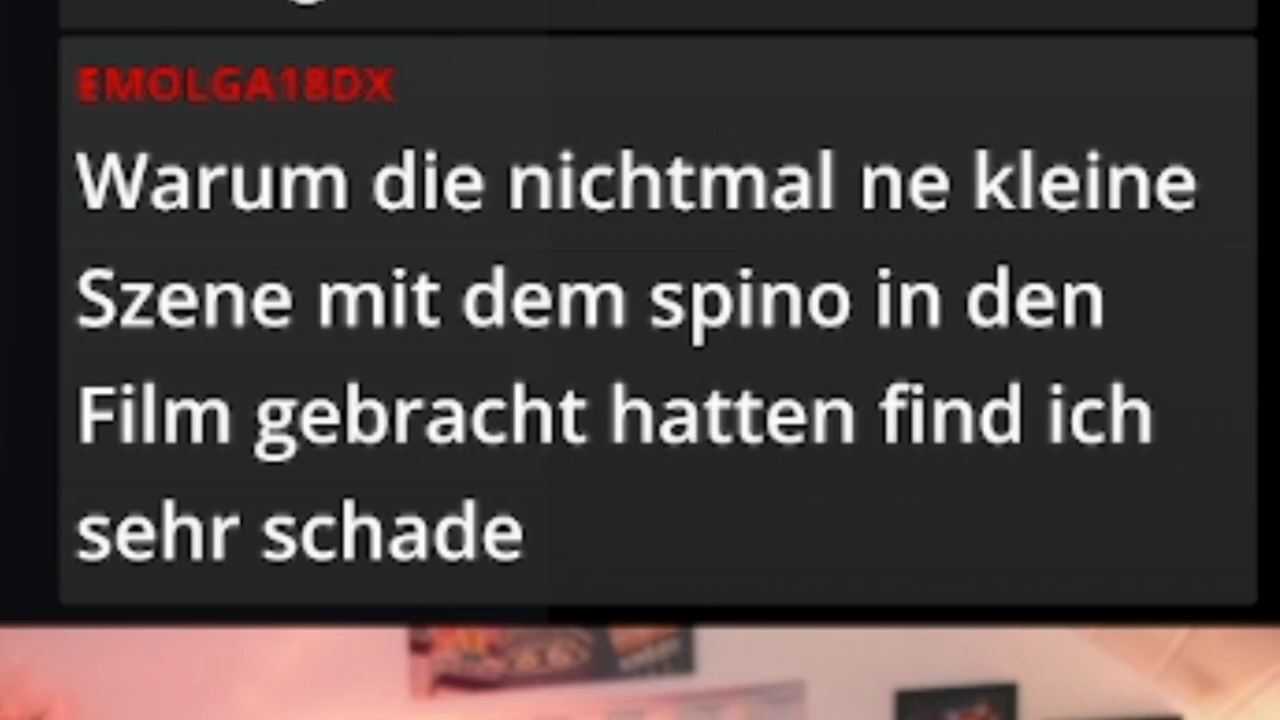 EMOLGA18DX
Warum die nichtmal ne kleine
Szene mit dem spino in den
Film gebracht hatten find ich
sehr schade